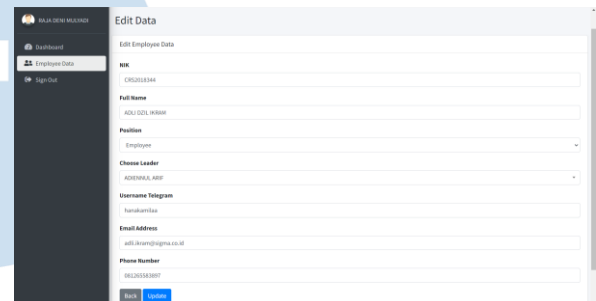 RAJA DENI MULYADI
Dashboard
Employee Data
Sign Out
Edit Data
Edit Employee Data
NIK
CRS2018344
Full Name
ADLI DZIL IKRAM
Position
Employee
Choose Leader
ADRENNUL ARIF
Username Telegram
hanakamilaa
Email Address
adli.ikram@sigma.co.id
Phone Number
081265583897
Back Update